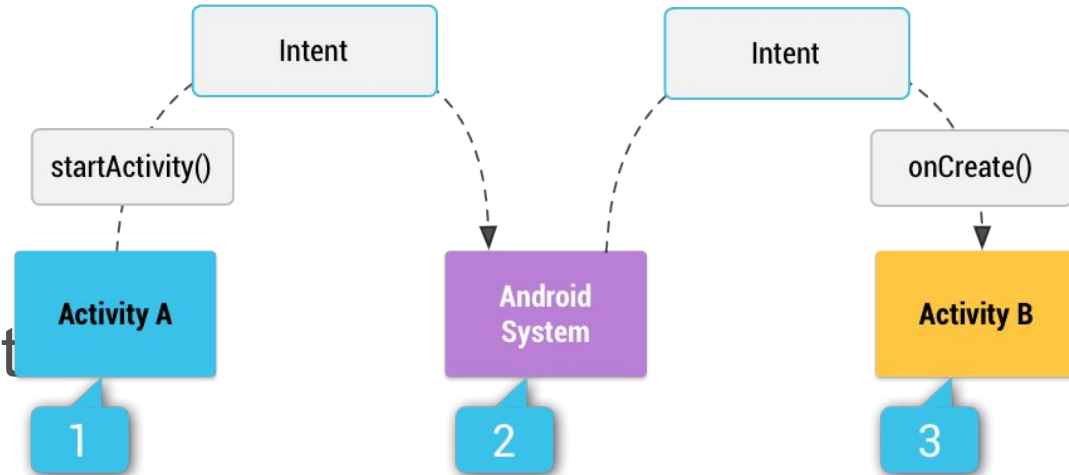 Intent
Intent
startActivity()
onCreate()
Activity A
Android
System
Activity B
t
1
2
3